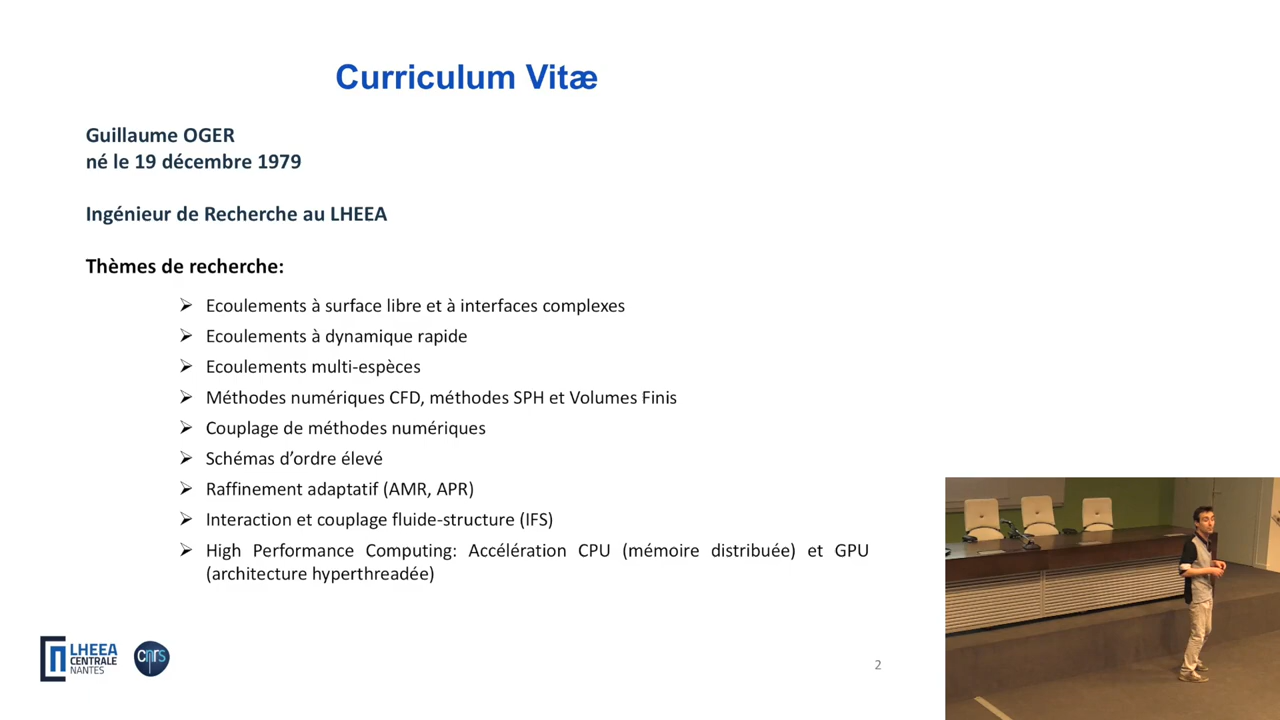 Curriculum Vitæ
Guillaume OGER
né le 19 décembre 1979
Ingénieur de Recherche au LHEEA
Thèmes de recherche:
Ecoulements à surface libre et à interfaces complexes
Ecoulements à dynamique rapide
Ecoulements multi-espèces
Méthodes numériques CFD, méthodes SPH et Volumes Finis
Couplage de méthodes numériques
Schémas d’ordre élevé
Raffinement adaptatif (AMR, APR)
Interaction et couplage fluide-structure (IFS)
High Performance Computing: Accélération CPU (mémoire distribuée) et GPU
(architecture hyperthreadée)
LHEEA
CENTRALE
NANTES
cnrs
2